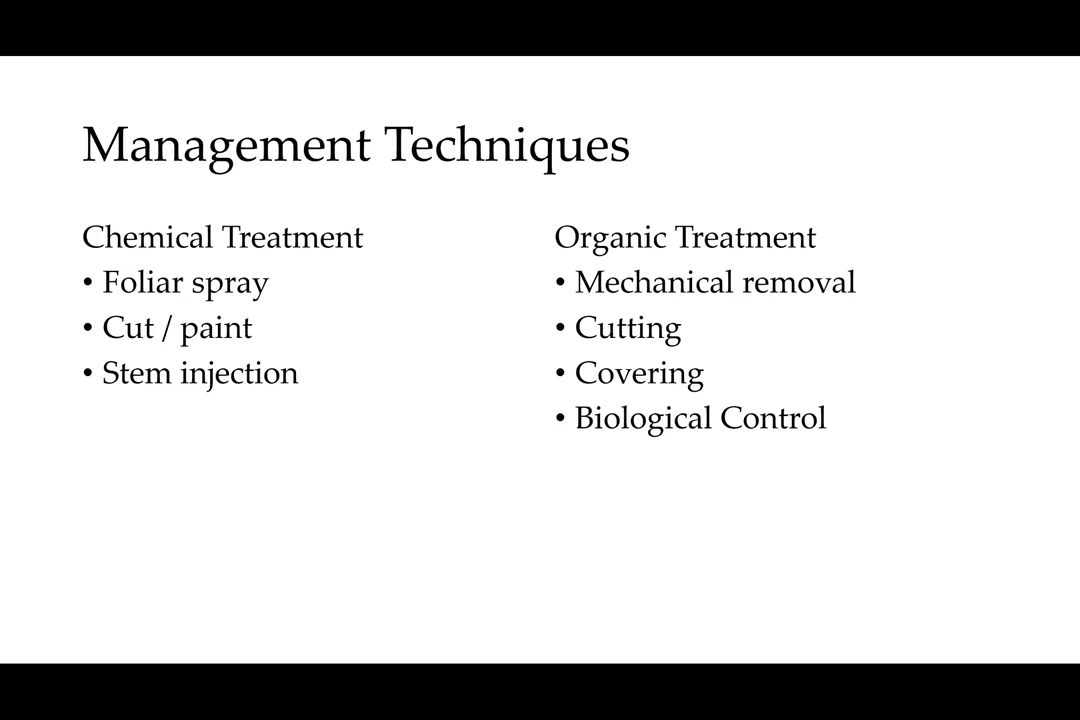 Management Techniques
Chemical Treatment
• Foliar spray
• Cut / paint
• Stem injection
Organic Treatment
• Mechanical removal
• Cutting
• Covering
• Biological Control